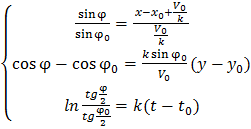 sin φ / sin φ₀ = (x − x₀ + V₀/k) / (V₀/k)
cos φ − cos φ₀ = (k sin φ₀ / V₀)(y − y₀)
ln (tg φ/2 / tg φ₀/2) = k(t − t₀)